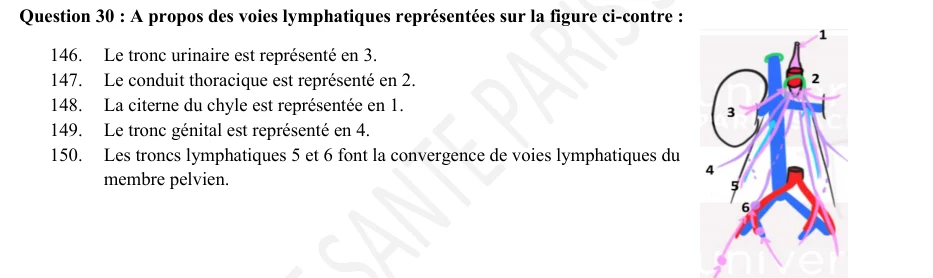 Question 30 : A propos des voies lymphatiques représentées sur la figure ci-contre :
146. Le tronc urinaire est représenté en 3.
147. Le conduit thoracique est représenté en 2.
148. La citerne du chyle est représentée en 1.
149. Le tronc génital est représenté en 4.
150. Les troncs lymphatiques 5 et 6 font la convergence de voies lymphatiques du
membre pelvien.
1
2
3
4
5
6
SANTE PARIS
univer